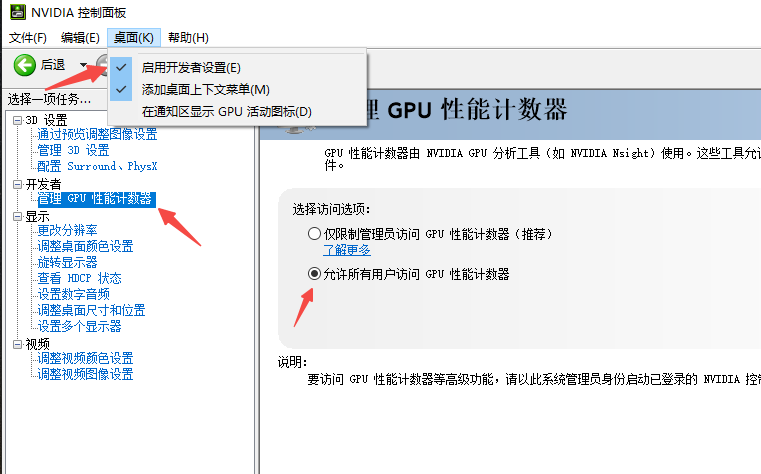 NVIDIA 控制面板
文件(F) 编辑(E) 桌面(K) 帮助(H)
后退
启用开发者设置(E)
添加桌面上下文菜单(M)
在通知区显示 GPU 活动图标(D)
选择一项任务...
3D 设置
通过预览调整图像设置
管理 3D 设置
配置 Surround、PhysX
开发者
管理 GPU 性能计数器
显示
更改分辨率
调整桌面颜色设置
旋转显示器
查看 HDCP 状态
设置数字音频
调整桌面尺寸和位置
设置多个显示器
视频
调整视频颜色设置
调整视频图像设置
理 GPU 性能计数器
GPU 性能计数器由 NVIDIA GPU 分析工具（如 NVIDIA Nsight）使用。这些工具允
件。
选择访问选项:
仅限制管理员访问 GPU 性能计数器（推荐）
了解更多
允许所有用户访问 GPU 性能计数器
说明:
要访问 GPU 性能计数器等高级功能，请以此系统管理员身份启动已登录的 NVIDIA 控